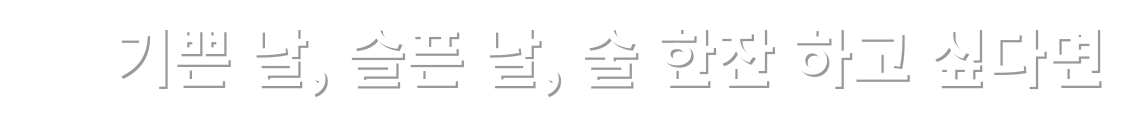 기쁜 날, 슬픈 날, 술 한잔 하고 싶다면